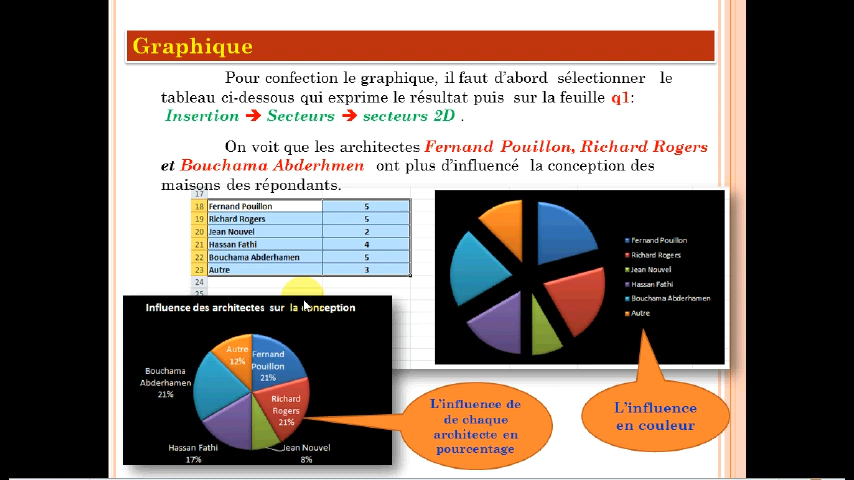 Graphique
Pour confection le graphique, il faut d'abord sélectionner le
tableau ci-dessous qui exprime le résultat puis sur la feuille q1:
Insertion ➔ Secteurs ➔ secteurs 2D .
On voit que les architectes Fernand Pouillon, Richard Rogers
et Bouchama Abderhmen ont plus d'influencé la conception des
maisons des répondants.
17
18 Fernand Pouillon 5
19 Richard Rogers 5
20 Jean Nouvel 2
21 Hassan Fathi 4
22 Bouchama Abderhamen 5
23 Autre 3
24
25
Fernand Pouillon
Richard Rogers
Jean Nouvel
Hassan Fathi
Bouchama Abderhamen
Autre
Influence des architectes sur la conception
Autre
12%
Fernand
Pouillon
21%
Bouchama
Abderhamen
21%
Richard
Rogers
21%
Hassan Fathi
17%
Jean Nouvel
8%
L'influence de
de chaque
architecte en
pourcentage
L'influence
en couleur